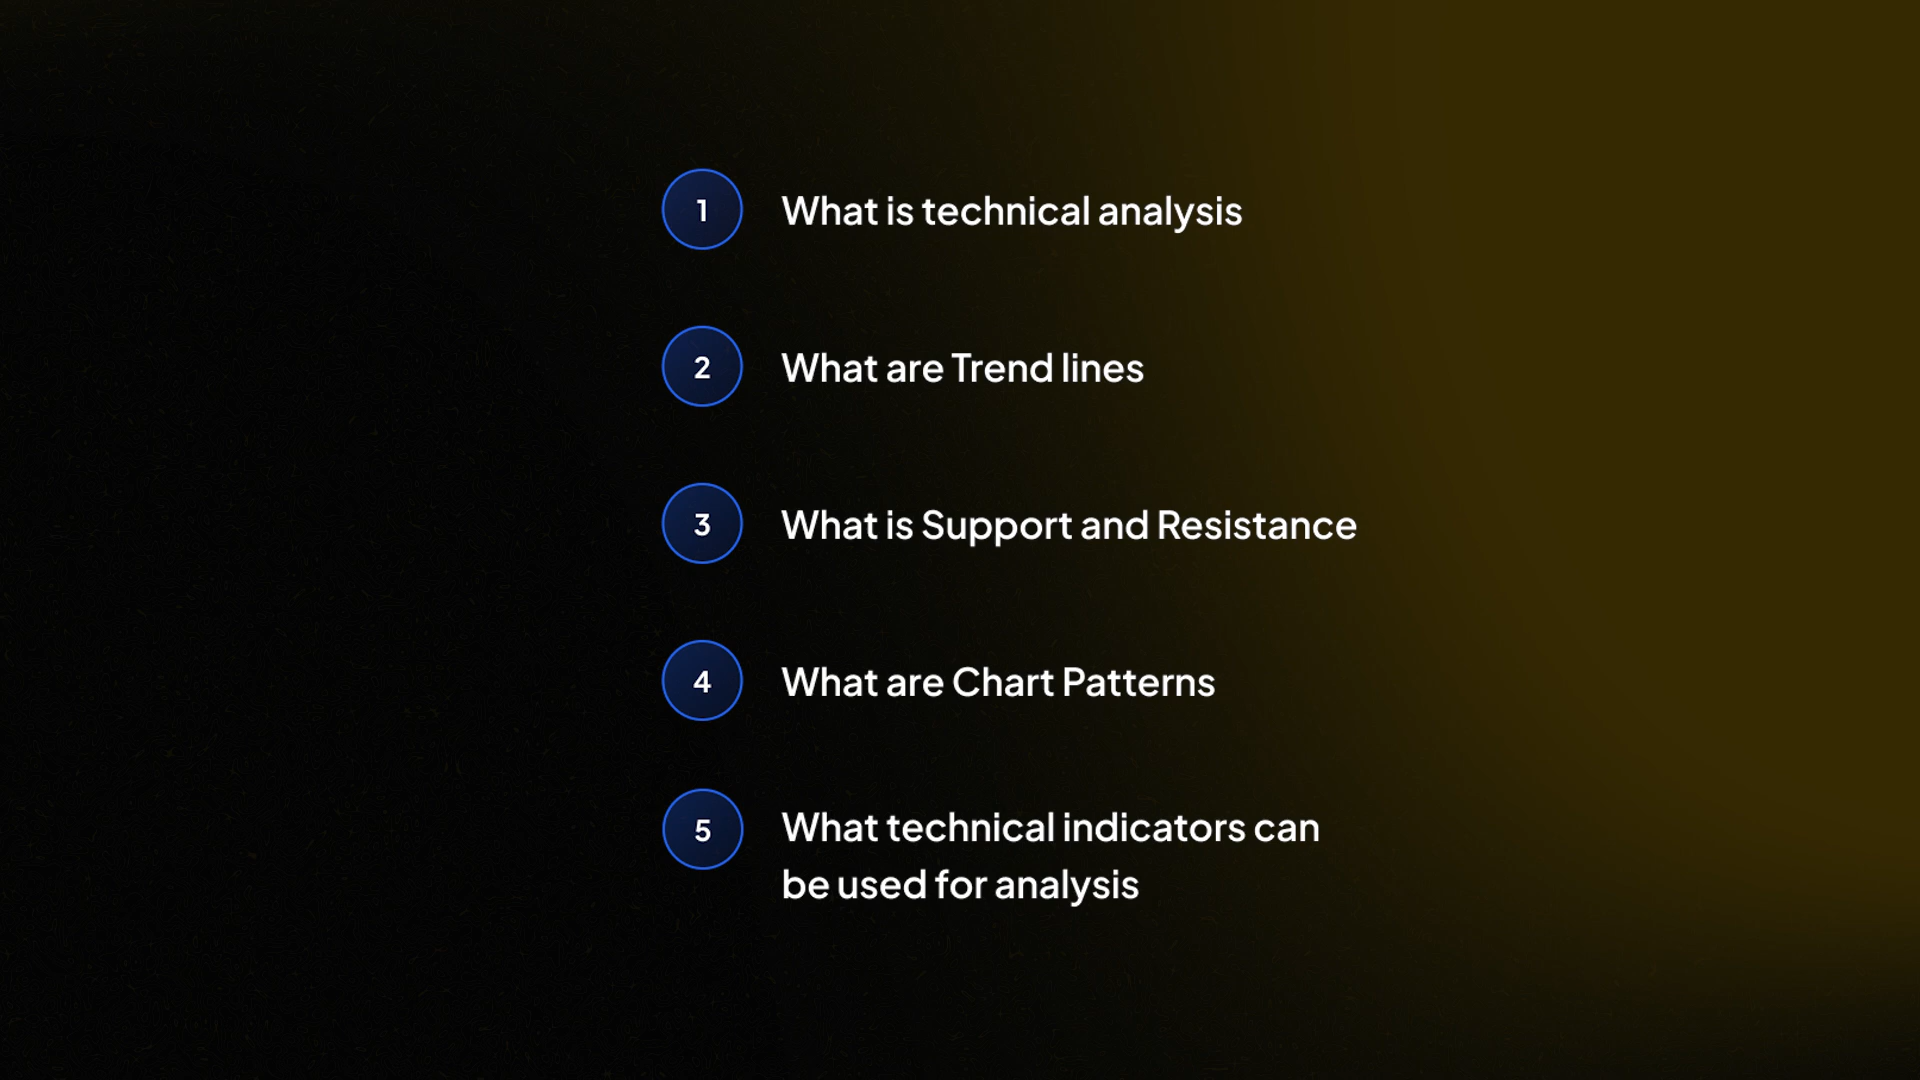 1 What is technical analysis
2 What are Trend lines
3 What is Support and Resistance
4 What are Chart Patterns
5 What technical indicators can
be used for analysis